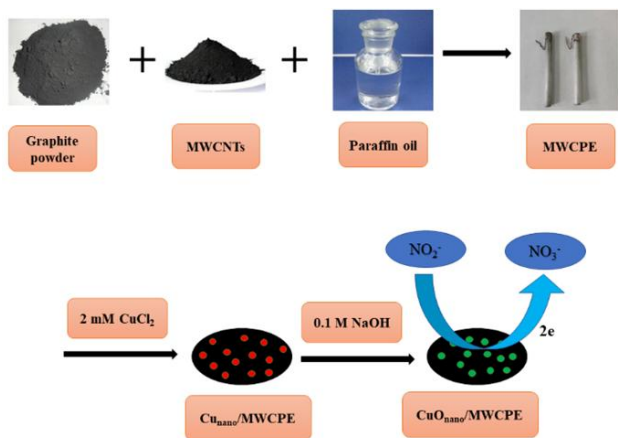 Graphite
powder
MWCNTs
Paraffin oil
MWCPE
2 mM CuCl₂
0.1 M NaOH
NO₂⁻
NO₃⁻
2e
Cuₙₐₙₒ/MWCPE
CuOₙₐₙₒ/MWCPE